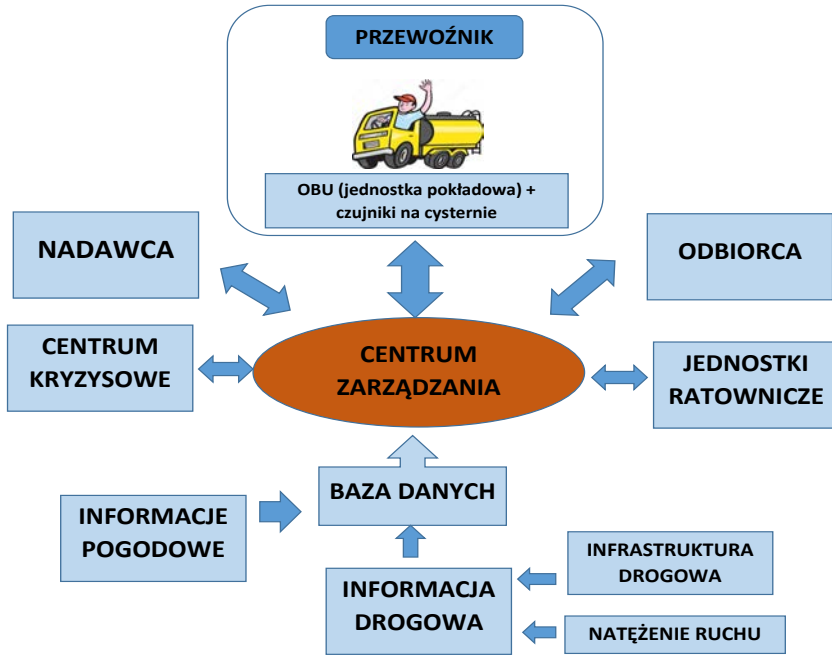 PRZEWOŹNIK
OBU (jednostka pokładowa) +
czujniki na cysternie
NADAWCA
ODBIORCA
CENTRUM
KRYZYSOWE
CENTRUM
ZARZĄDZANIA
JEDNOSTKI
RATOWNICZE
BAZA DANYCH
INFORMACJE
POGODOWE
INFORMACJA
DROGOWA
INFRASTRUKTURA
DROGOWA
NATĘŻENIE RUCHU